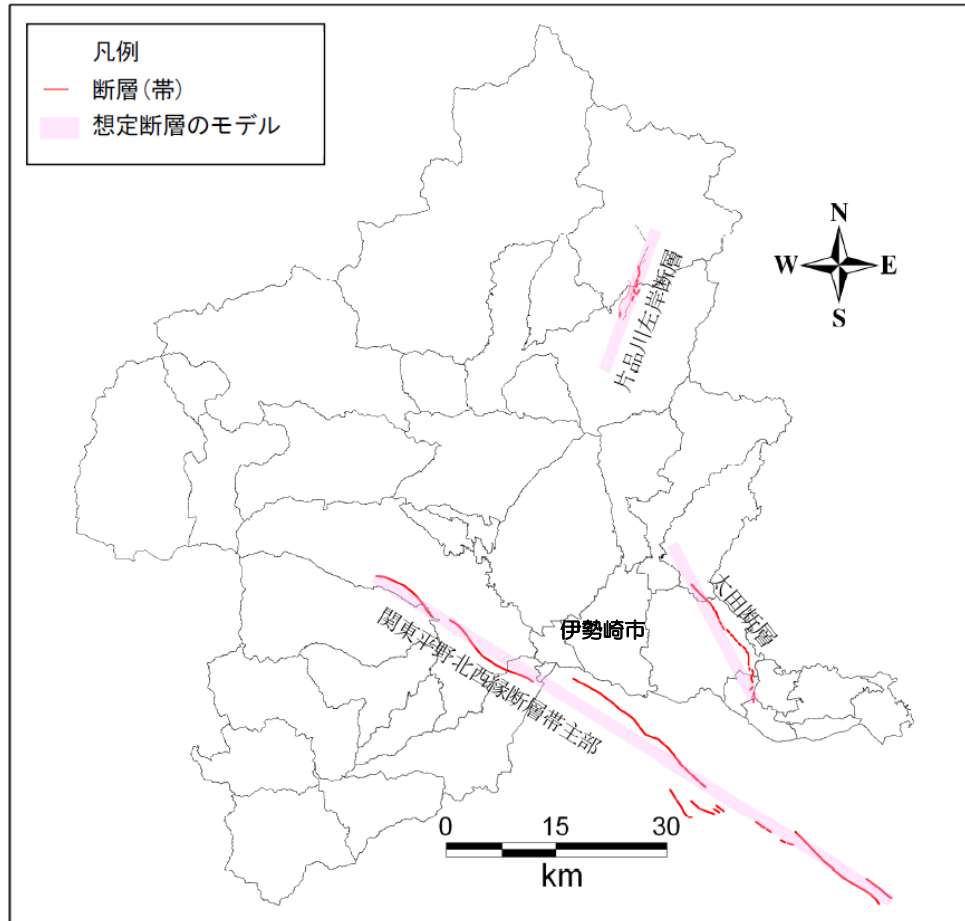 凡例
断層(帯)
想定断層のモデル
N
W
E
S
片品川左岸断層
太田断層
伊勢崎市
関東平野北西縁断層帯主部
0 15 30
km